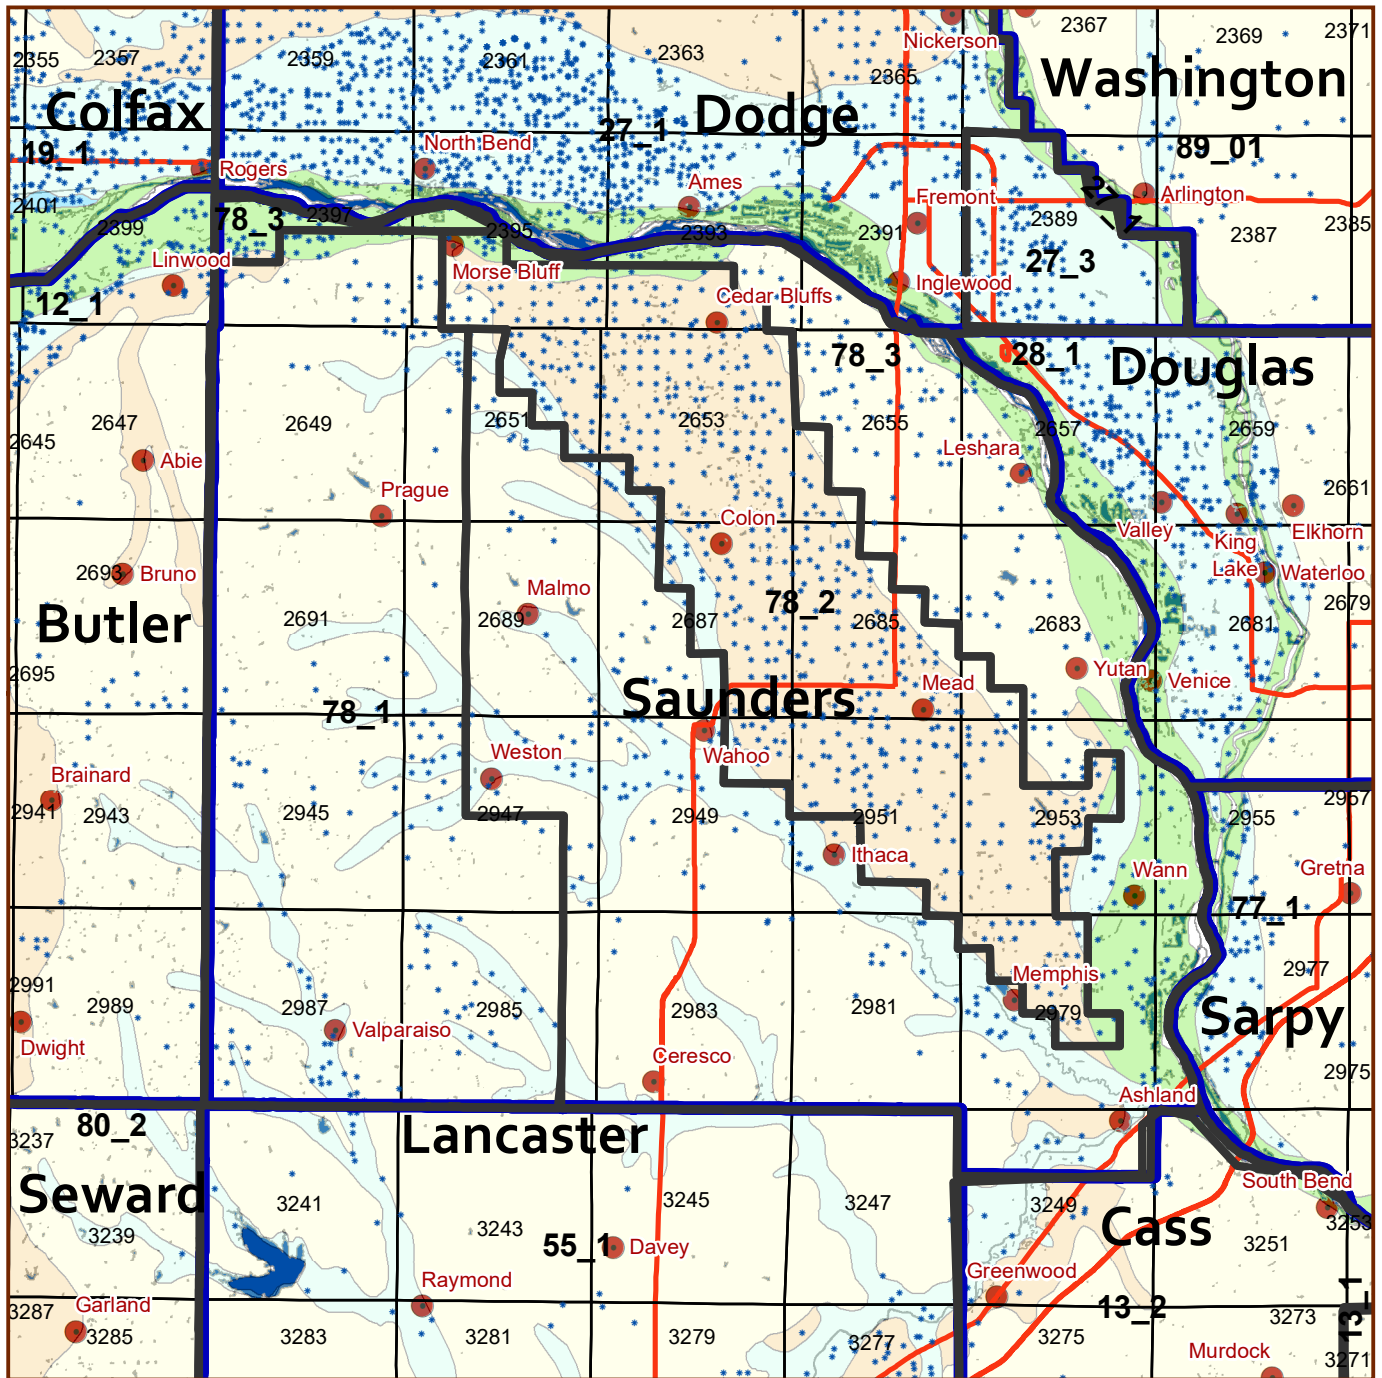 Nickerson
2367
2369
2371
2355
2357
2359
2361
2363
2365
Washington
Colfax
Dodge
27_1
19_1
North Bend
89_01
Rogers
Ames
Fremont
27_1
Arlington
2401
2399
78_3
2397
2395
2393
2391
2389
2387
2385
Linwood
Morse Bluff
27_3
12_1
Cedar Bluffs
Inglewood
78_3
28_1
Douglas
2645
2647
2649
2651
2653
2655
2657
2659
Abie
Leshara
Prague
2661
Colon
Valley
King
Lake
Elkhorn
Waterloo
2693
Bruno
Malmo
78_2
2679
Butler
2691
2689
2687
2685
2683
2681
2695
Saunders
Mead
Yutan
Venice
78_1
Weston
Wahoo
Brainard
2941
2943
2945
2947
2949
2951
2953
2955
2957
Ithaca
Wann
Gretna
77_1
2991
2989
2987
2985
2983
2981
Memphis
2979
2977
Dwight
Valparaiso
Ceresco
Sarpy
2975
Ashland
80_2
3237
Lancaster
Seward
3241
3243
3245
3247
3249
South Bend
3253
3239
55_1
Davey
Cass
3251
Raymond
Greenwood
3287
Garland
3285
3283
3281
3279
3277
3275
13_2
3273
13_1
Murdock
3271